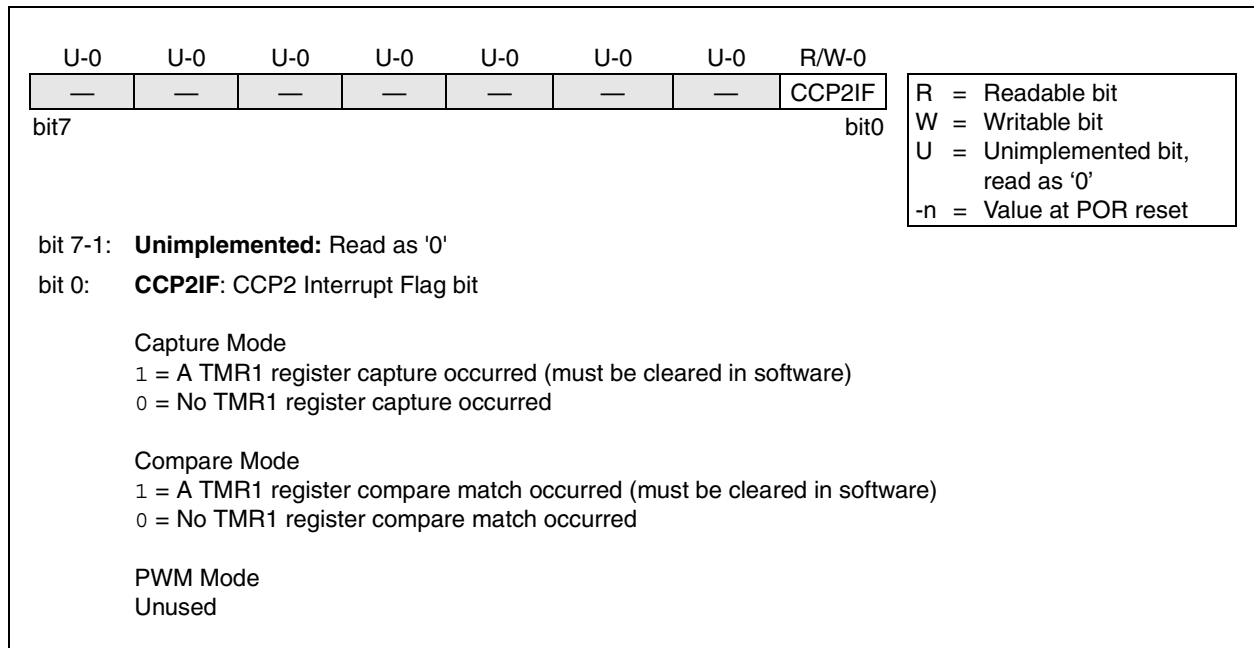 U-0 U-0 U-0 U-0 U-0 U-0 U-0 R/W-0
— — — — — — — CCP2IF
bit7 bit0
R = Readable bit
W = Writable bit
U = Unimplemented bit,
read as ‘0’
-n = Value at POR reset
bit 7-1: Unimplemented: Read as '0'
bit 0: CCP2IF: CCP2 Interrupt Flag bit
Capture Mode
1 = A TMR1 register capture occurred (must be cleared in software)
0 = No TMR1 register capture occurred
Compare Mode
1 = A TMR1 register compare match occurred (must be cleared in software)
0 = No TMR1 register compare match occurred
PWM Mode
Unused